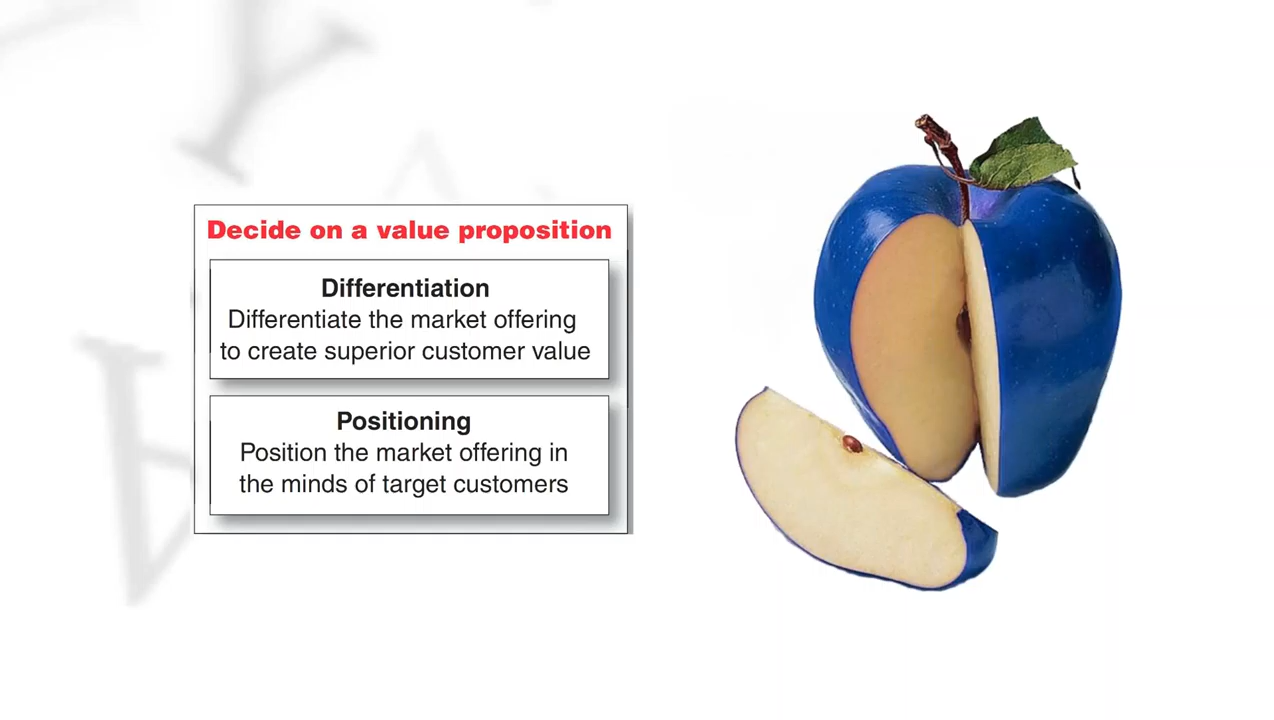 Decide on a value proposition
Differentiation
Differentiate the market offering
to create superior customer value
Positioning
Position the market offering in
the minds of target customers